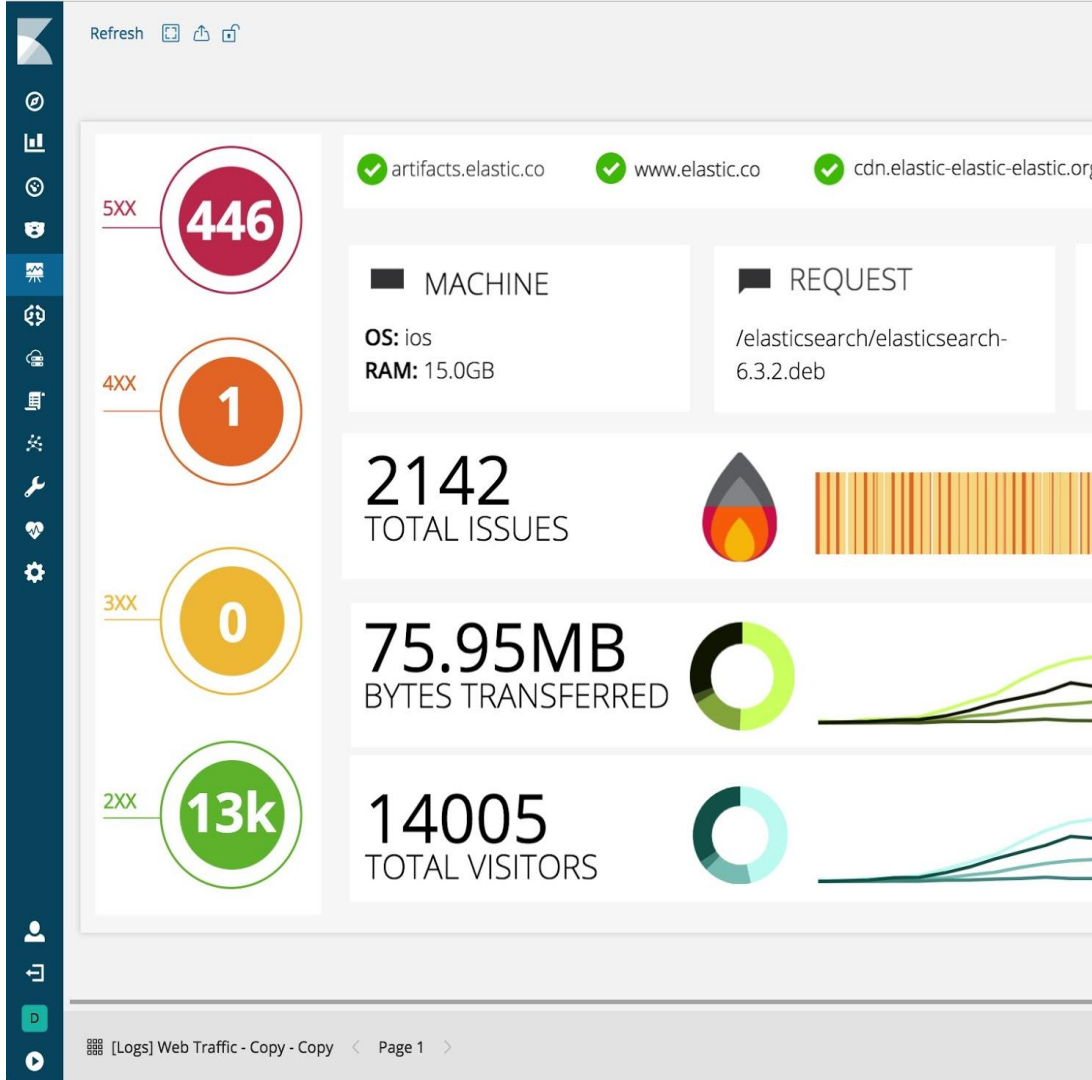 Refresh
5XX
446
4XX
1
3XX
0
2XX
13k
artifacts.elastic.co
www.elastic.co
cdn.elastic-elastic-elastic.org
MACHINE
OS: ios
RAM: 15.0GB
REQUEST
/elasticsearch/elasticsearch-
6.3.2.deb
2142
TOTAL ISSUES
75.95MB
BYTES TRANSFERRED
14005
TOTAL VISITORS
D
[Logs] Web Traffic - Copy - Copy
Page 1